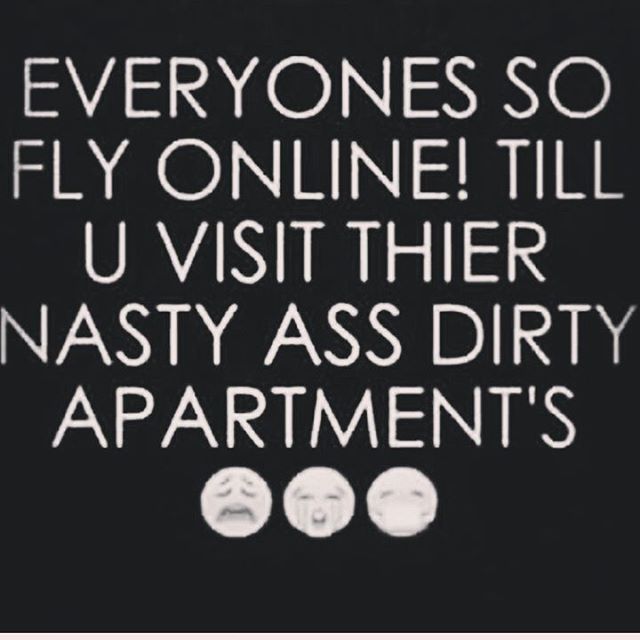 EVERYONES SO
FLY ONLINE! TILL
U VISIT THIER
NASTY ASS DIRTY
APARTMENT'S